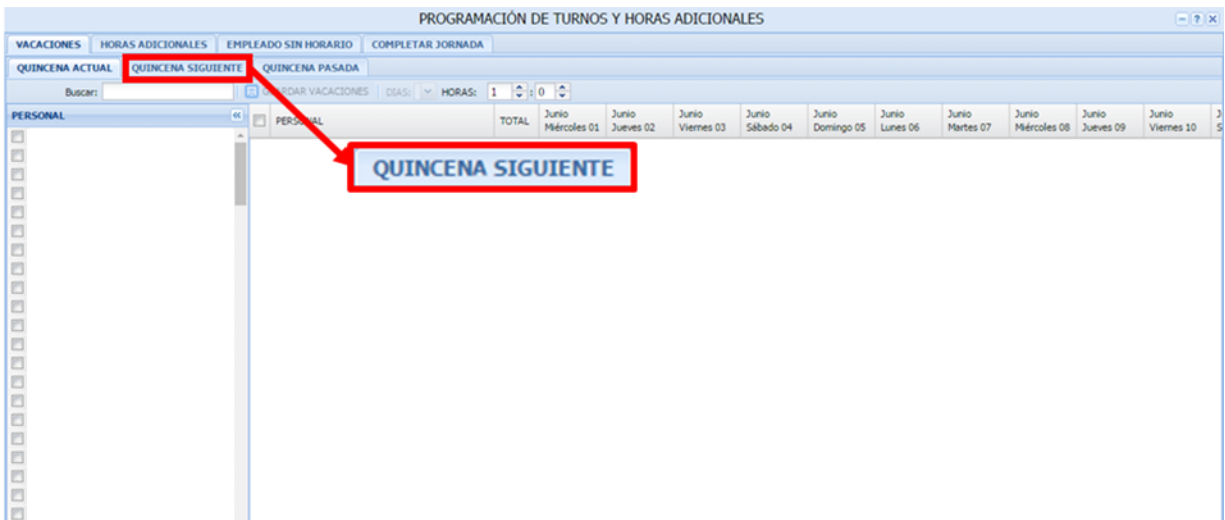 PROGRAMACIÓN DE TURNOS Y HORAS ADICIONALES
VACACIONES HORAS ADICIONALES EMPLEADO SIN HORARIO COMPLETAR JORNADA
QUINCENA ACTUAL QUINCENA SIGUIENTE QUINCENA PASADA
Buscar: VACACIONES DIAS: HORAS: 1 : 0
PERSONAL PERSONAL TOTAL Junio Miércoles 01 Junio Jueves 02 Junio Viernes 03 Junio Sábado 04 Junio Domingo 05 Junio Lunes 06 Junio Martes 07 Junio Miércoles 08 Junio Jueves 09 Junio Viernes 10
QUINCENA SIGUIENTE